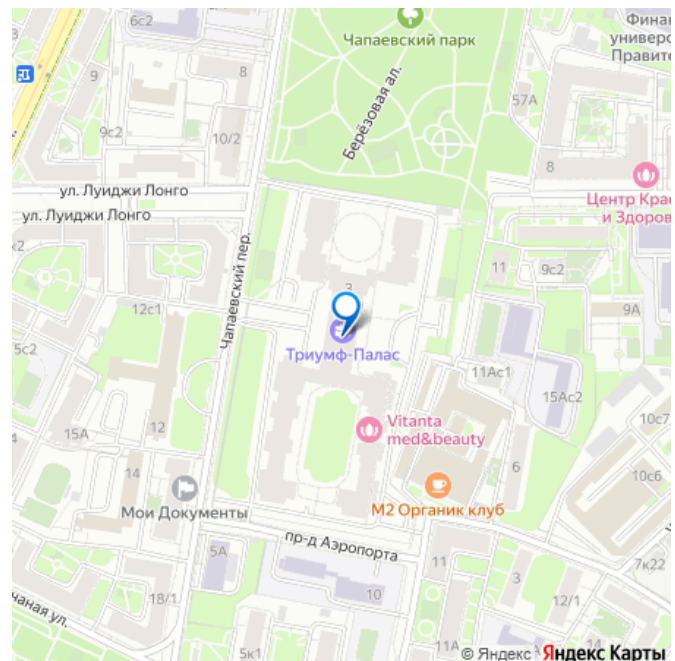 6с2
Чапаевский парк
Финан
универс
Правите
9
8
Берёзовая ал.
57А
9с2
10/2
8
ул. Луиджи Лонго
ул. Луиджи Лонго
Центр Крас
и Здоров
к2
Чапаевский пер.
11
9с2
3
12с1
9А
Триумф-Палас
5с2
11Ас1
15Ас2
Vitanta
med&beauty
10с7
15А
12
14
6
10с6
Мои Документы
М2 Органик клуб
пр-д Аэропорта
5А
11
3
7к22
10
чаная ул.
18/1
12/1
5к1
11А
14
© Яндекс Яндекс Карты